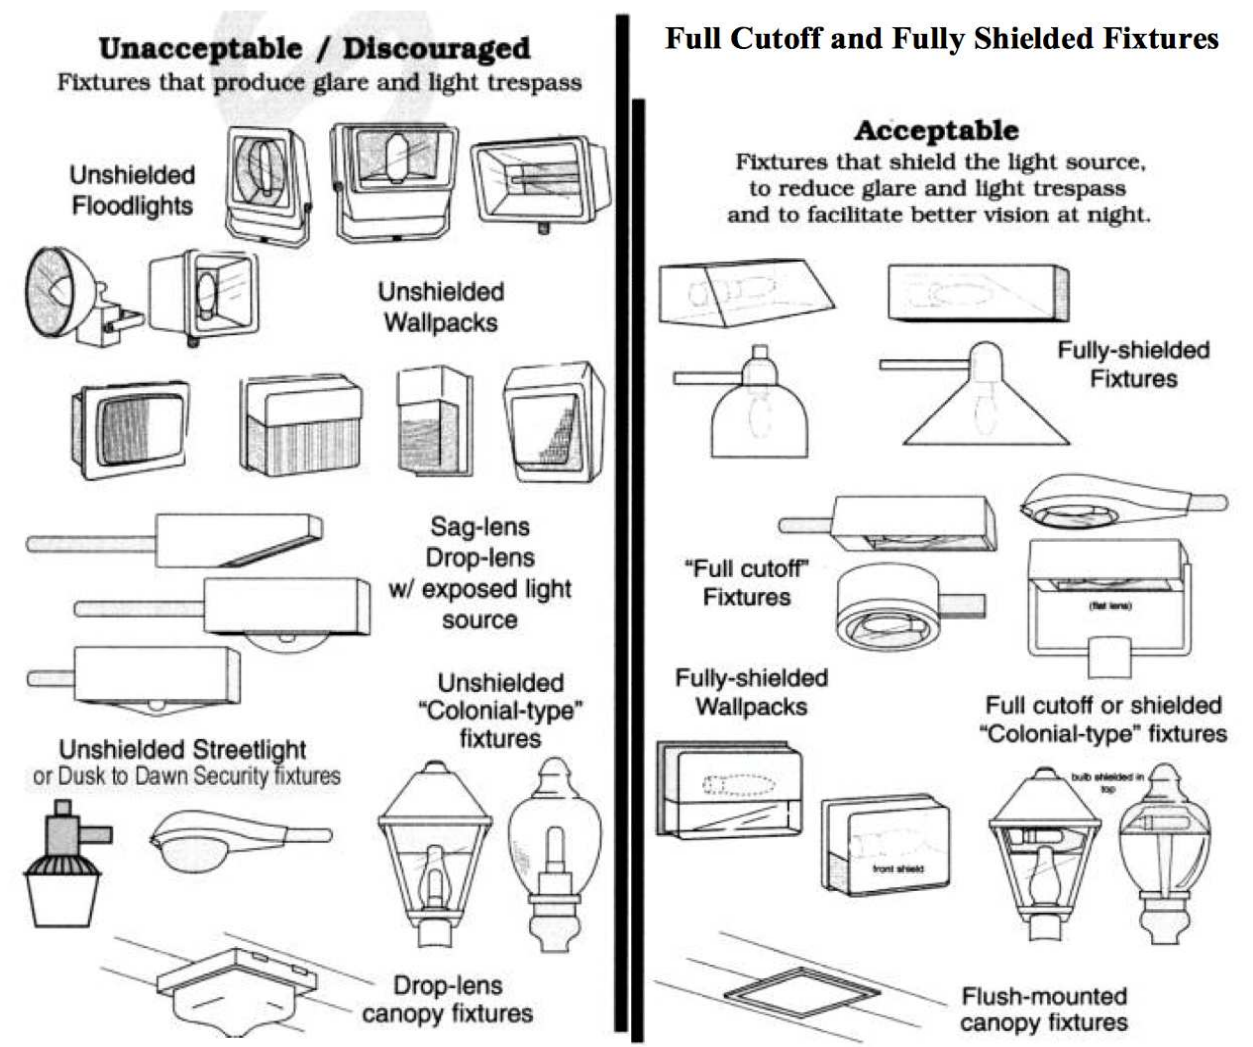 Unacceptable / Discouraged
Fixtures that produce glare and light trespass
Unshielded
Floodlights
Unshielded
Wallpacks
Sag-lens
Drop-lens
w/ exposed light
source
Unshielded
“Colonial-type”
fixtures
Unshielded Streetlight
or Dusk to Dawn Security fixtures
Drop-lens
canopy fixtures
Full Cutoff and Fully Shielded Fixtures
Acceptable
Fixtures that shield the light source,
to reduce glare and light trespass
and to facilitate better vision at night.
Fully-shielded
Fixtures
“Full cutoff”
Fixtures
(flat lens)
Fully-shielded
Wallpacks
Full cutoff or shielded
“Colonial-type” fixtures
bulb shielded in
top
front shield
Flush-mounted
canopy fixtures